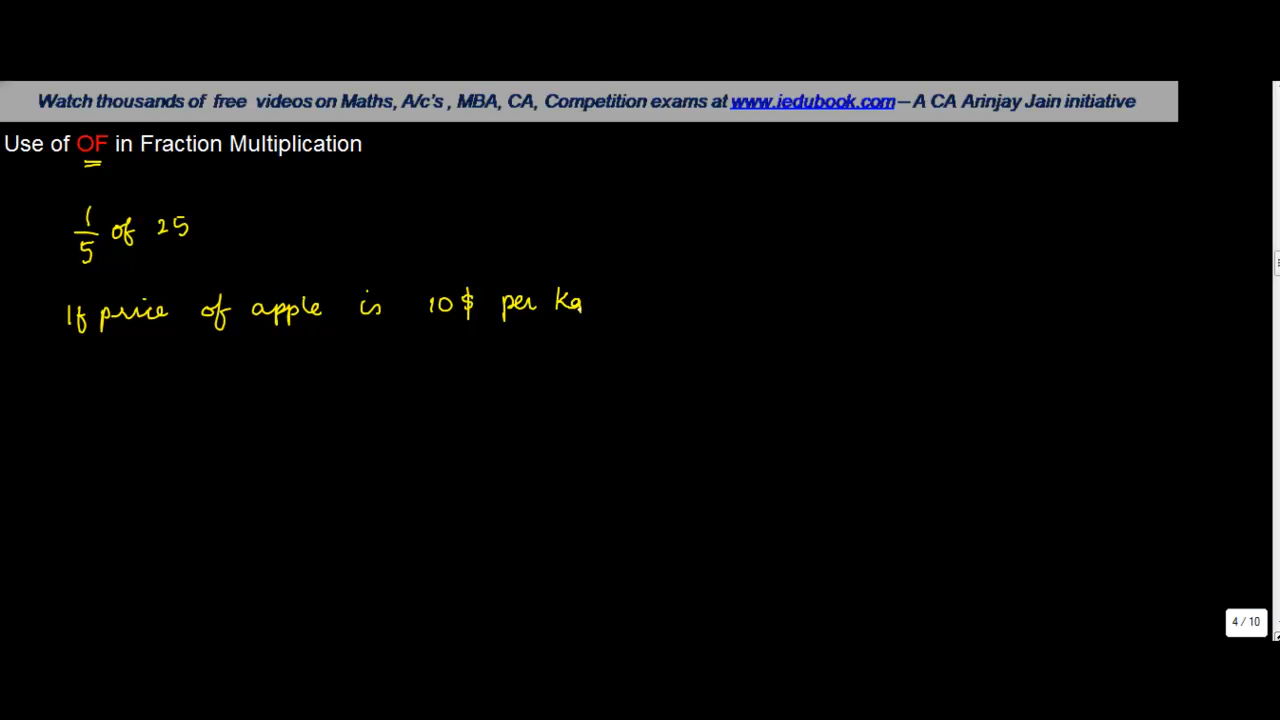 Watch thousands of free videos on Maths, A/c's , MBA, CA, Competition exams at www.iedubook.com – A CA Arinjay Jain initiative
Use of OF in Fraction Multiplication
1/5 of 25
If price of apple is 10$ per Kg
4 / 10